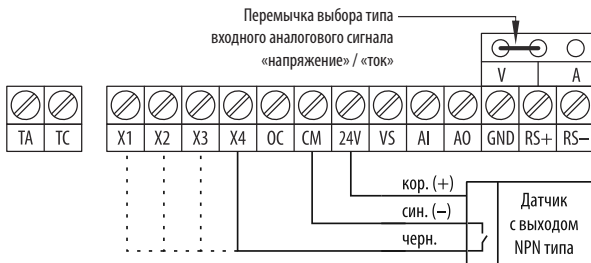 Перемычка выбора типа
входного аналогового сигнала
«напряжение» / «ток»
V A
TA TC X1 X2 X3 X4 OC CM 24V VS AI AO GND RS+ RS–
кор. (+)
син. (–)
черн.
Датчик
с выходом
NPN типа